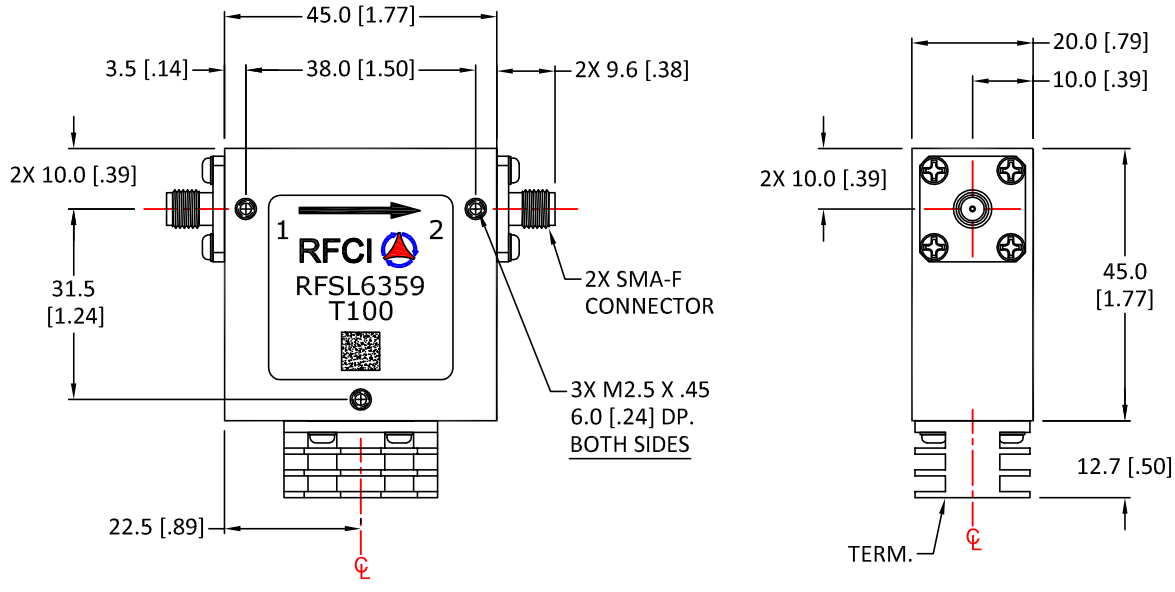 45.0 [1.77]
3.5 [.14]
38.0 [1.50]
2X 9.6 [.38]
2X 10.0 [.39]
31.5
[1.24]
1
2
RFCI
RFSL6359
T100
2X SMA-F
CONNECTOR
3X M2.5 X .45
6.0 [.24] DP.
BOTH SIDES
22.5 [.89]
CL
20.0 [.79]
10.0 [.39]
2X 10.0 [.39]
45.0
[1.77]
12.7 [.50]
TERM.
CL